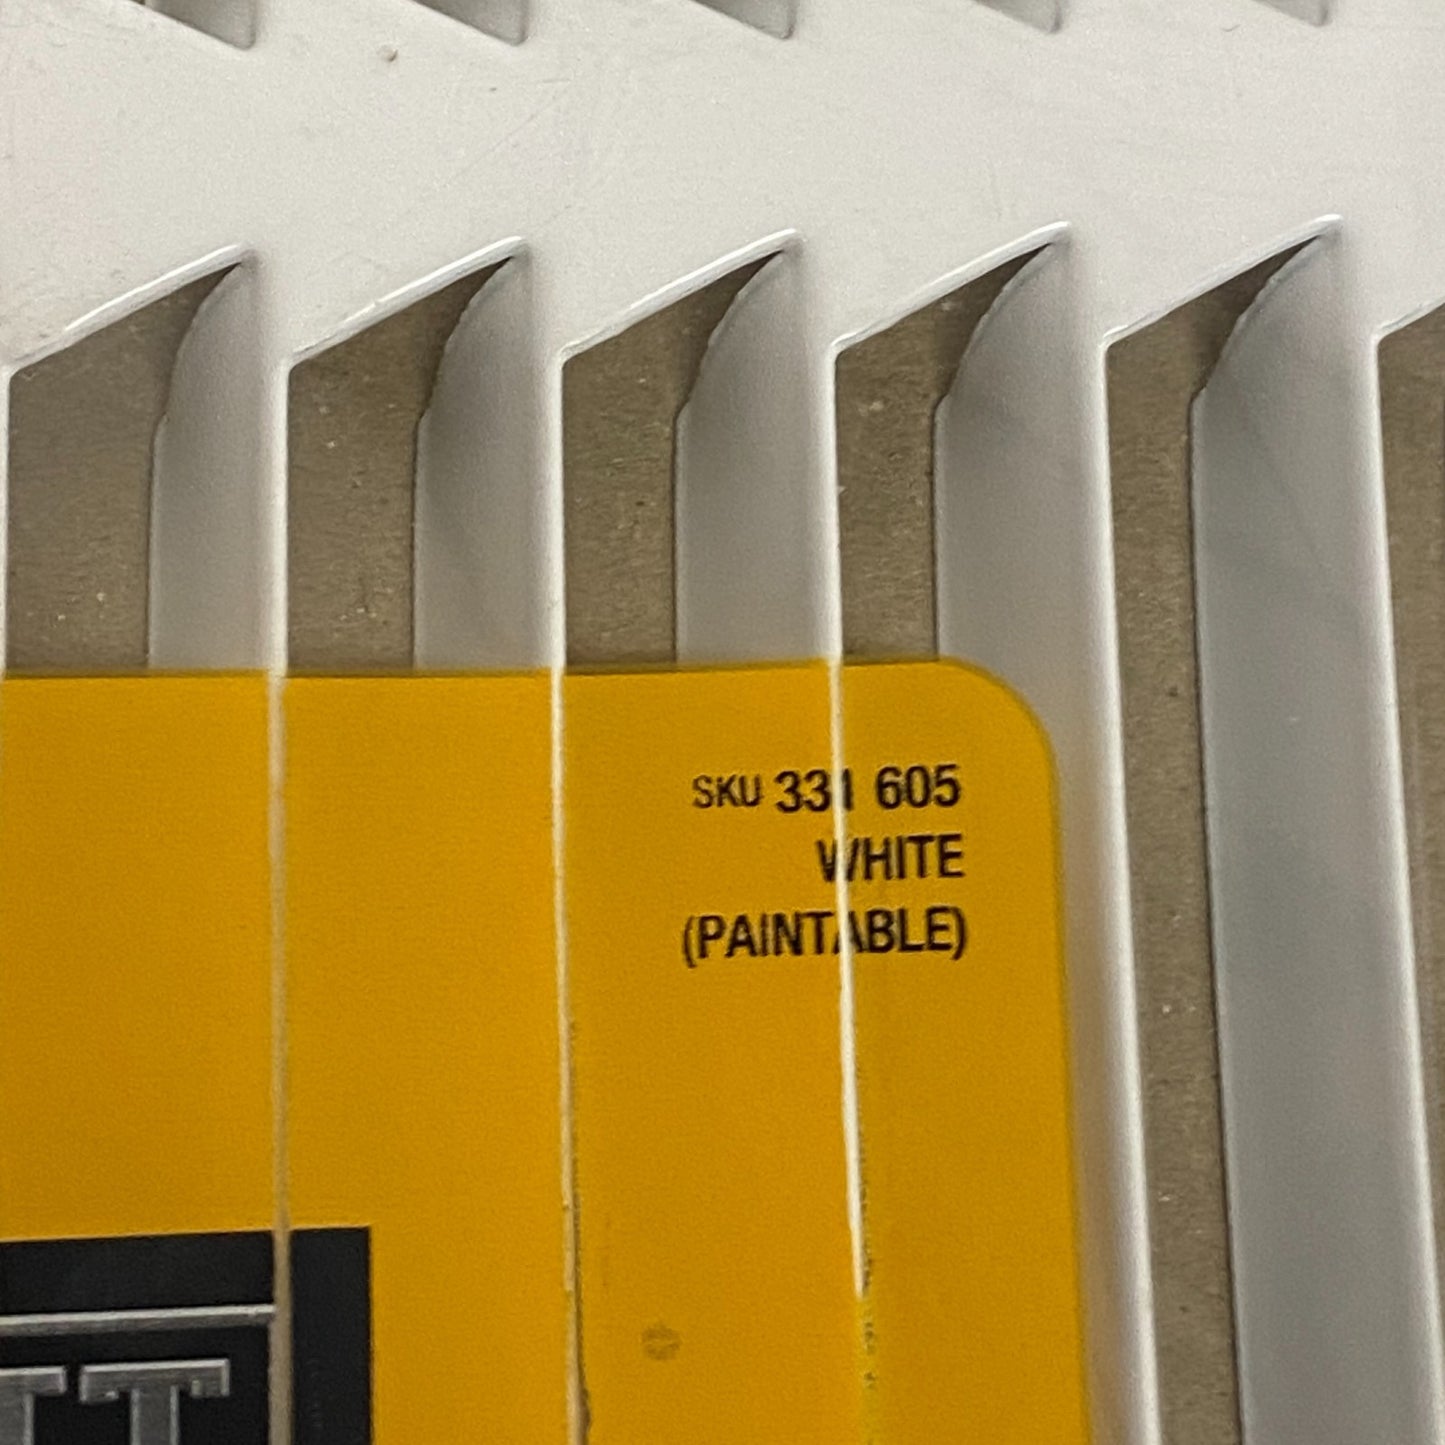 SKU 331 605
WHITE
(PAINTABLE)